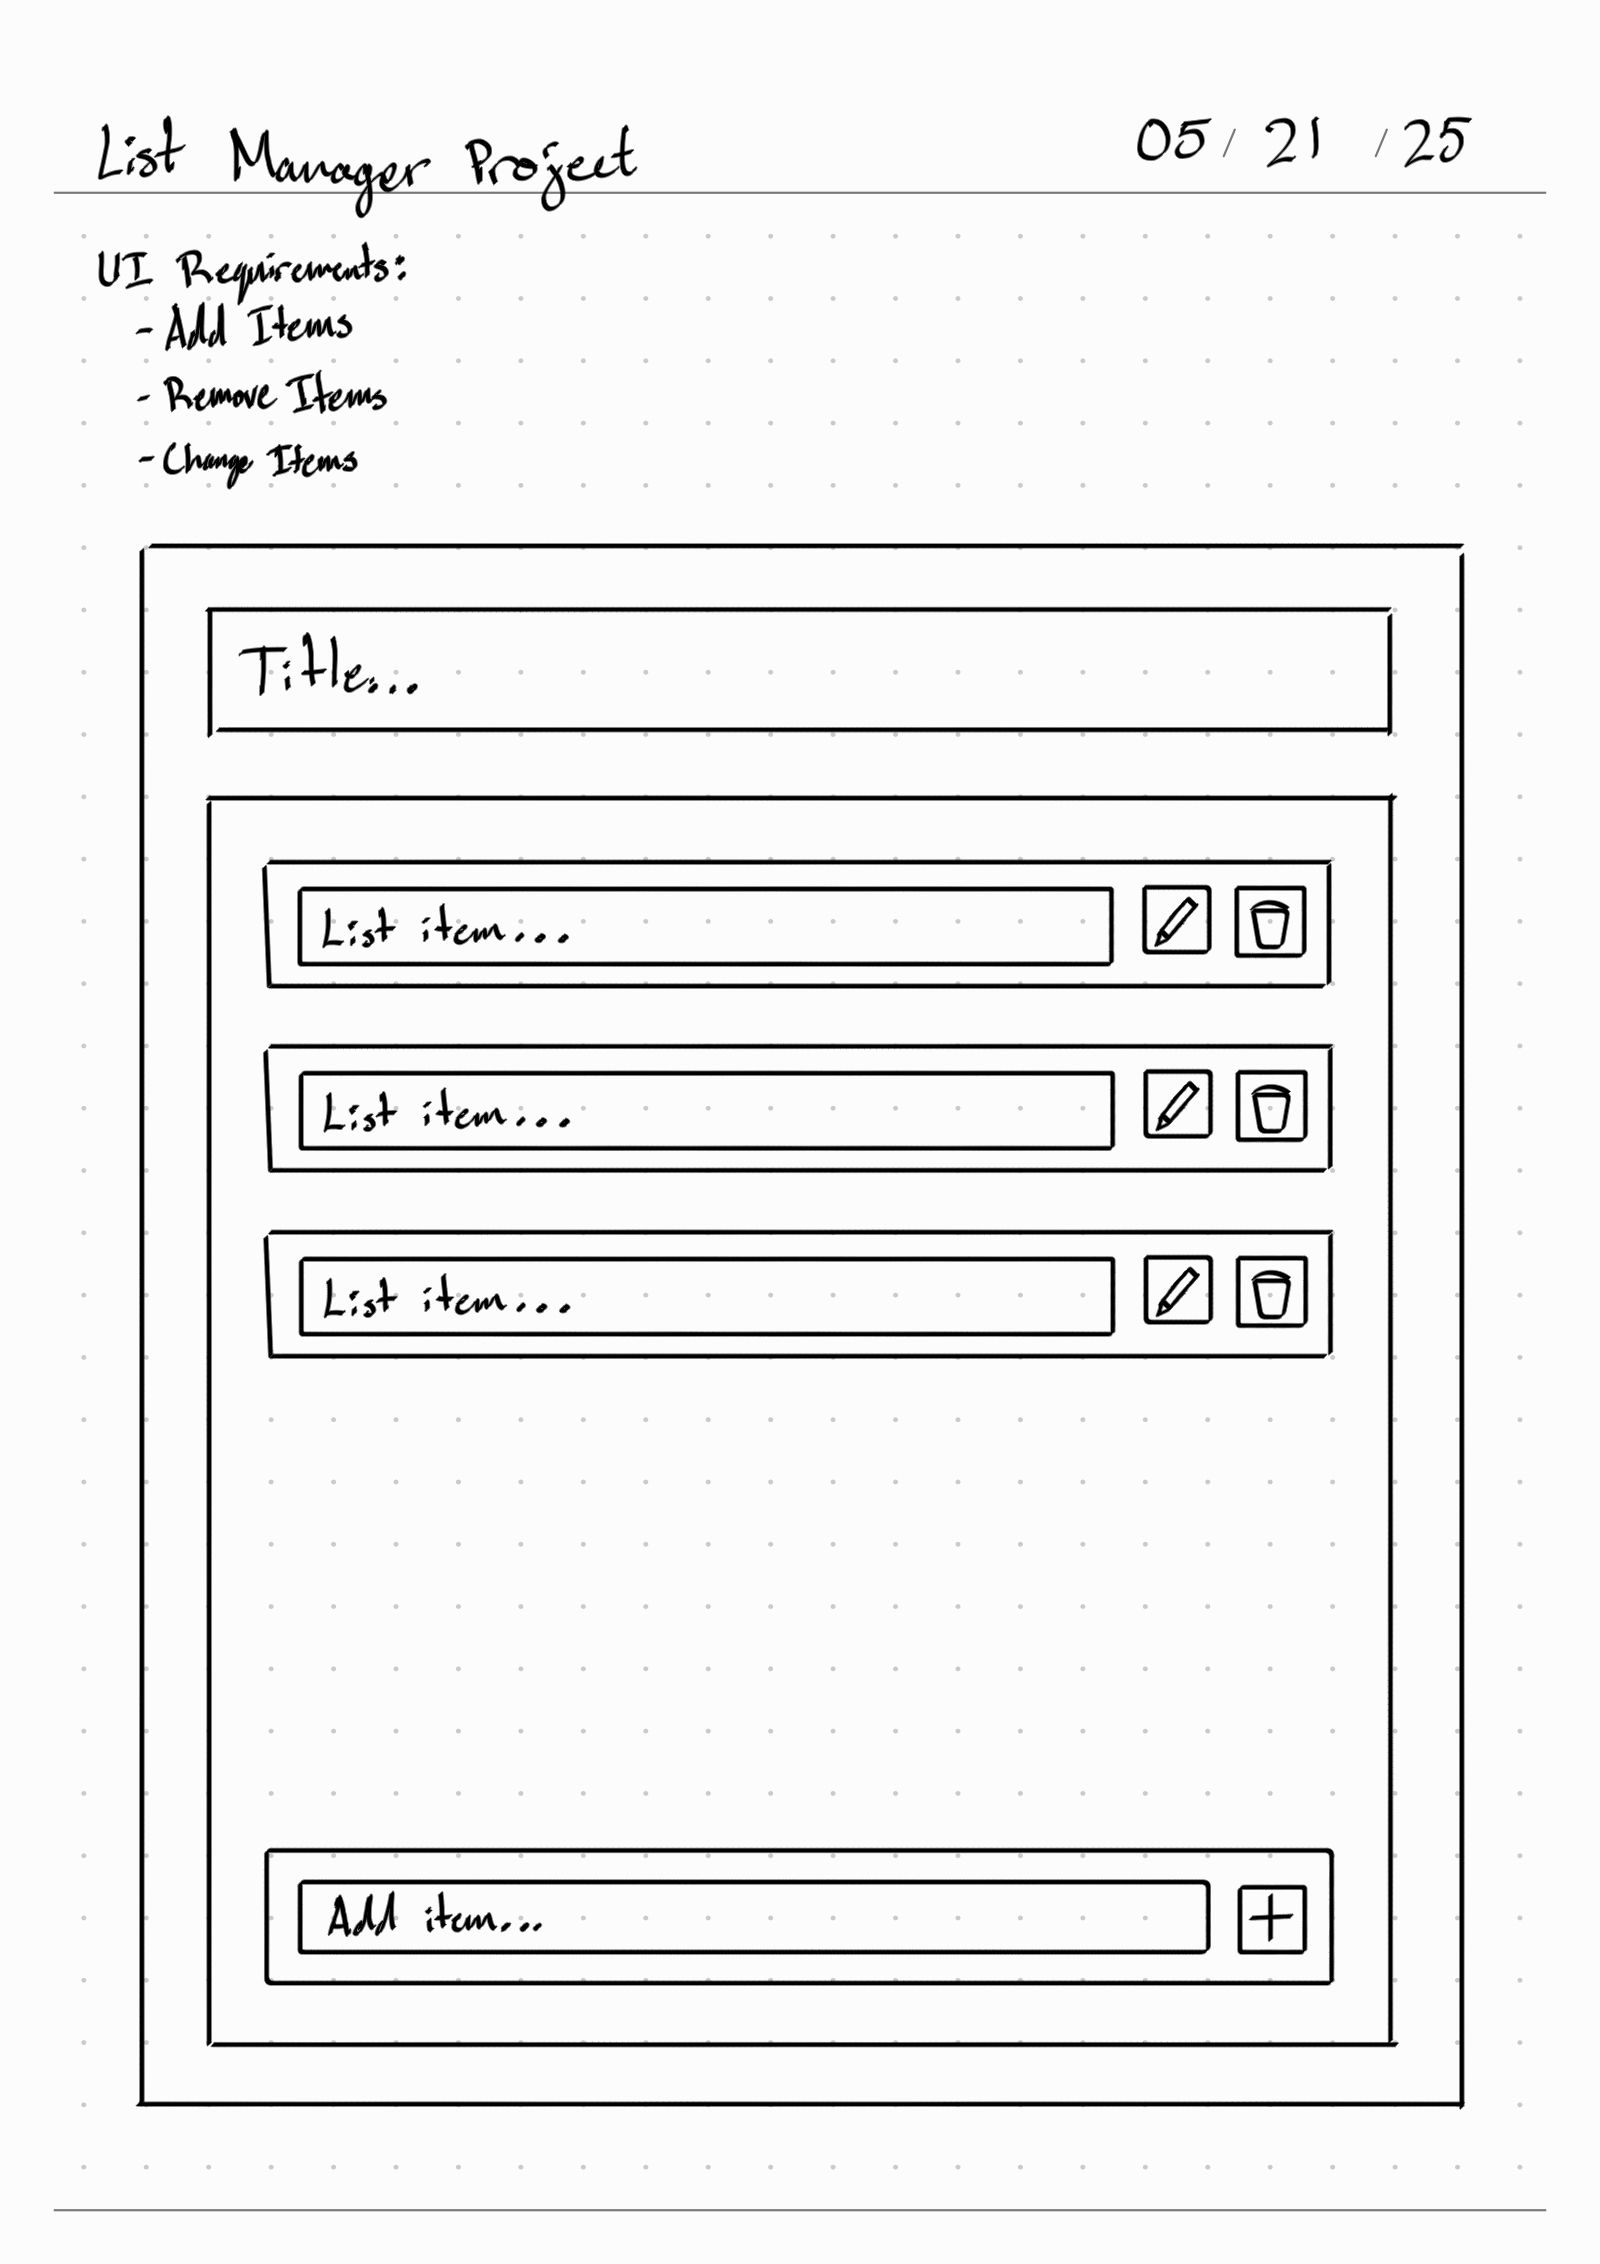 List Manager Project
05/21/25
UI Requirements:
- Add Items
- Remove Items
- Change Items
Title...
List item...
List item...
List item...
Add item...